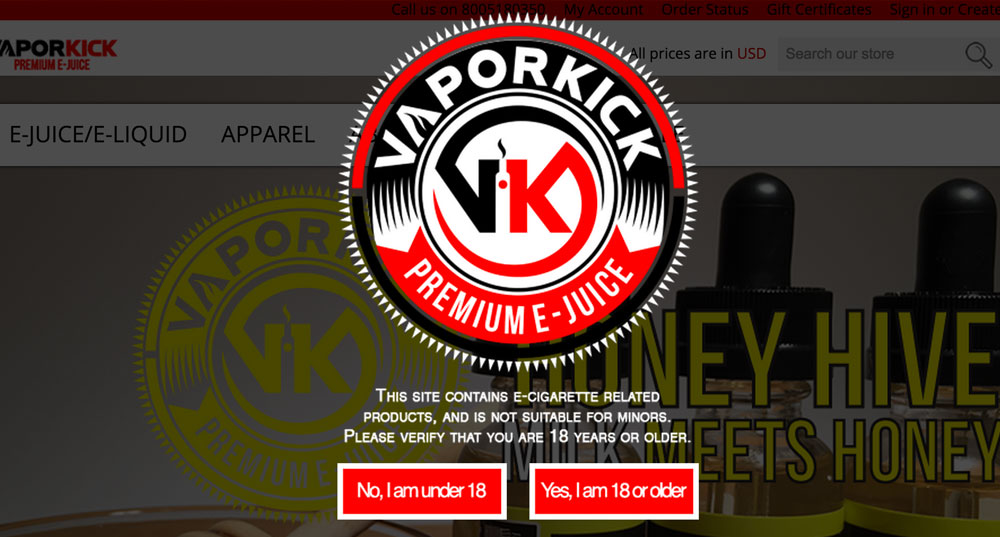 Call us on 8005180350 My Account Order Status Gift Certificates Sign in or Create
VAPORKICK
PREMIUM E-JUICE
All prices are in USD
Search our store
E-JUICE/E-LIQUID APPAREL
VAPORKICK
VK
PREMIUM E-JUICE
VAPOR
VK
PREMIUM E-JUICE
HONEY HIVE
MILK MEETS HONEY
This site contains e-cigarette related
products, and is not suitable for minors.
Please verify that you are 18 years or older.
No, I am under 18
Yes, I am 18 or older